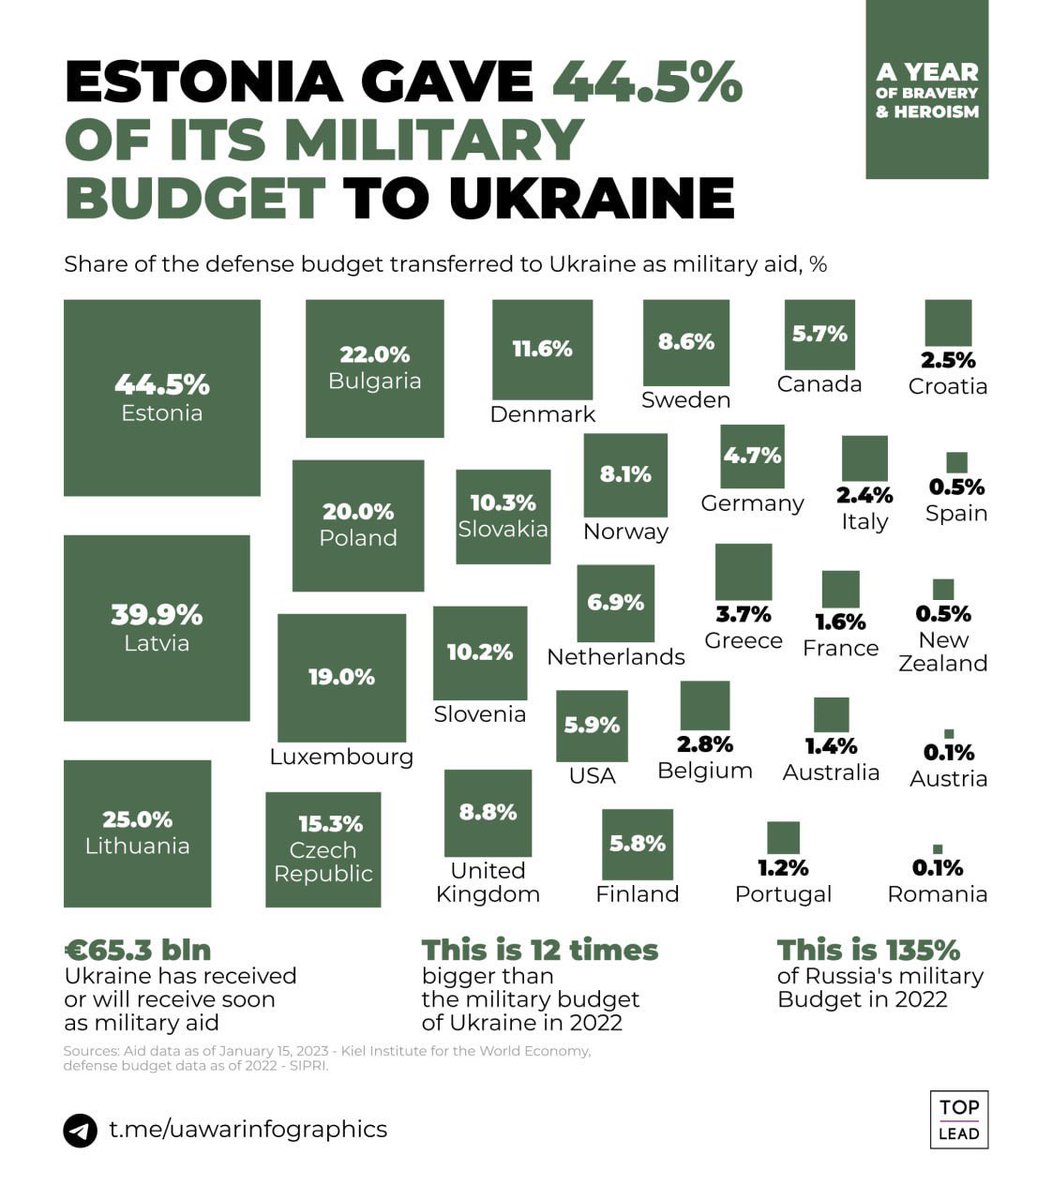 ESTONIA GAVE 44.5%
OF ITS MILITARY
BUDGET TO UKRAINE
A YEAR
OF BRAVERY
& HEROISM
Share of the defense budget transferred to Ukraine as military aid, %
44.5%
Estonia
22.0%
Bulgaria
11.6%
Denmark
8.6%
Sweden
5.7%
Canada
2.5%
Croatia
20.0%
Poland
10.3%
Slovakia
8.1%
Norway
4.7%
Germany
2.4%
Italy
0.5%
Spain
39.9%
Latvia
19.0%
Luxembourg
10.2%
Slovenia
6.9%
Netherlands
3.7%
Greece
1.6%
France
0.5%
New
Zealand
5.9%
USA
2.8%
Belgium
1.4%
Australia
0.1%
Austria
25.0%
Lithuania
15.3%
Czech
Republic
8.8%
United
Kingdom
5.8%
Finland
1.2%
Portugal
0.1%
Romania
€65.3 bln
Ukraine has received
or will receive soon
as military aid
This is 12 times
bigger than
the military budget
of Ukraine in 2022
This is 135%
of Russia's military
Budget in 2022
Sources: Aid data as of January 15, 2023 - Kiel Institute for the World Economy,
defense budget data as of 2022 - SIPRI.
t.me/uawarinfographics
TOP
LEAD